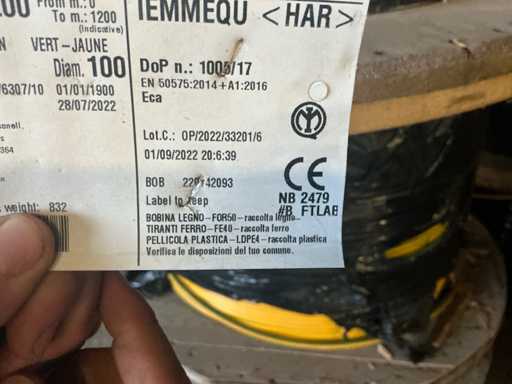 From m.: 0
To m.: 1200
(Indicative)
IEMMEQU <HAR>
VERT-JAUNE
Diam. 100
/6307/10 01/01/1900
28/07/2022
DoP n.: 1003/17
EN 50575:2014+A1:2016
Eca
Lot.C.: OP/2022/33201/6
01/09/2022 20:6:39
BOB
Label to keep
CE
NB 2479
#B_FTLAB
364
weight: 832
BOBINA LEGNO-FOR50-raccolta legno
TIRANTI FERRO-FE40-raccolta ferro
PELLICOLA PLASTICA-LDPE4-raccolta plastica
Verifica le disposizioni del tuo comune.